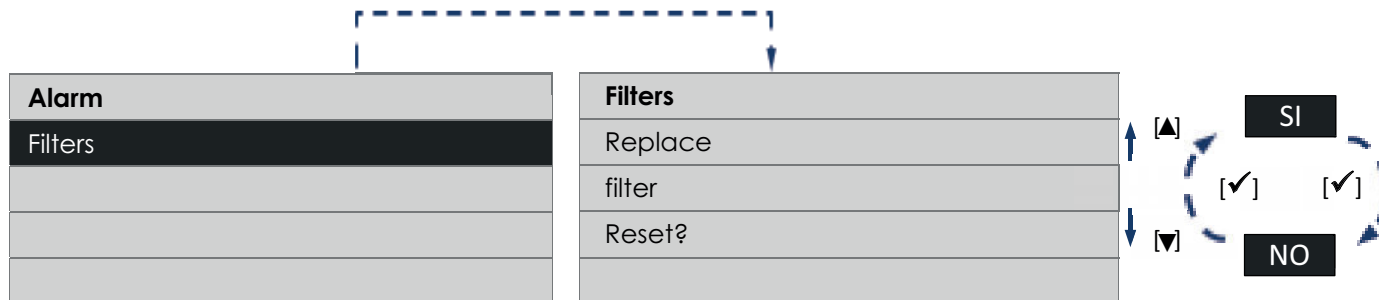 Alarm
Filters
Filters
Replace
filter
Reset?
[▲]
[▼]
SI
[✓] [✓]
NO